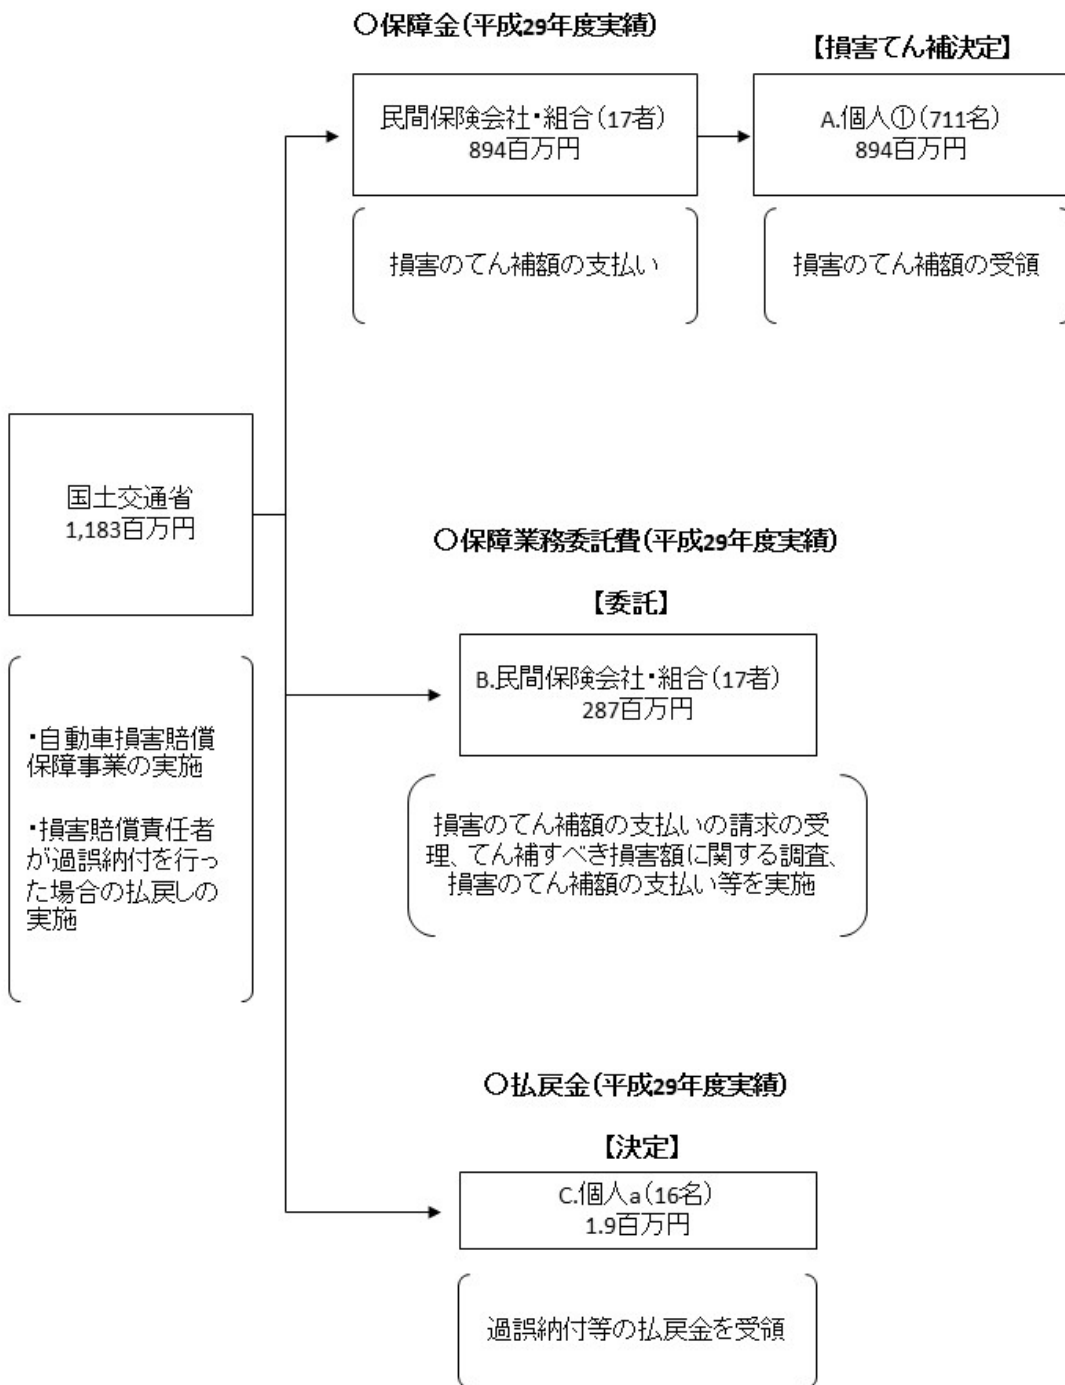 〇保障金(平成29年度実績)
【損害てん補決定】
民間保険会社・組合(17者)
894百万円
A.個人①(711名)
894百万円
損害のてん補額の支払い
損害のてん補額の受領
国土交通省
1,183百万円
・自動車損害賠償
保障事業の実施
・損害賠償責任者
が過誤納付を行っ
た場合の払戻しの
実施
〇保障業務委託費(平成29年度実績)
【委託】
B.民間保険会社・組合(17者)
287百万円
損害のてん補額の支払いの請求の受
理、てん補すべき損害額に関する調査、
損害のてん補額の支払い等を実施
〇払戻金(平成29年度実績)
【決定】
C.個人a(16名)
1.9百万円
過誤納付等の払戻金を受領